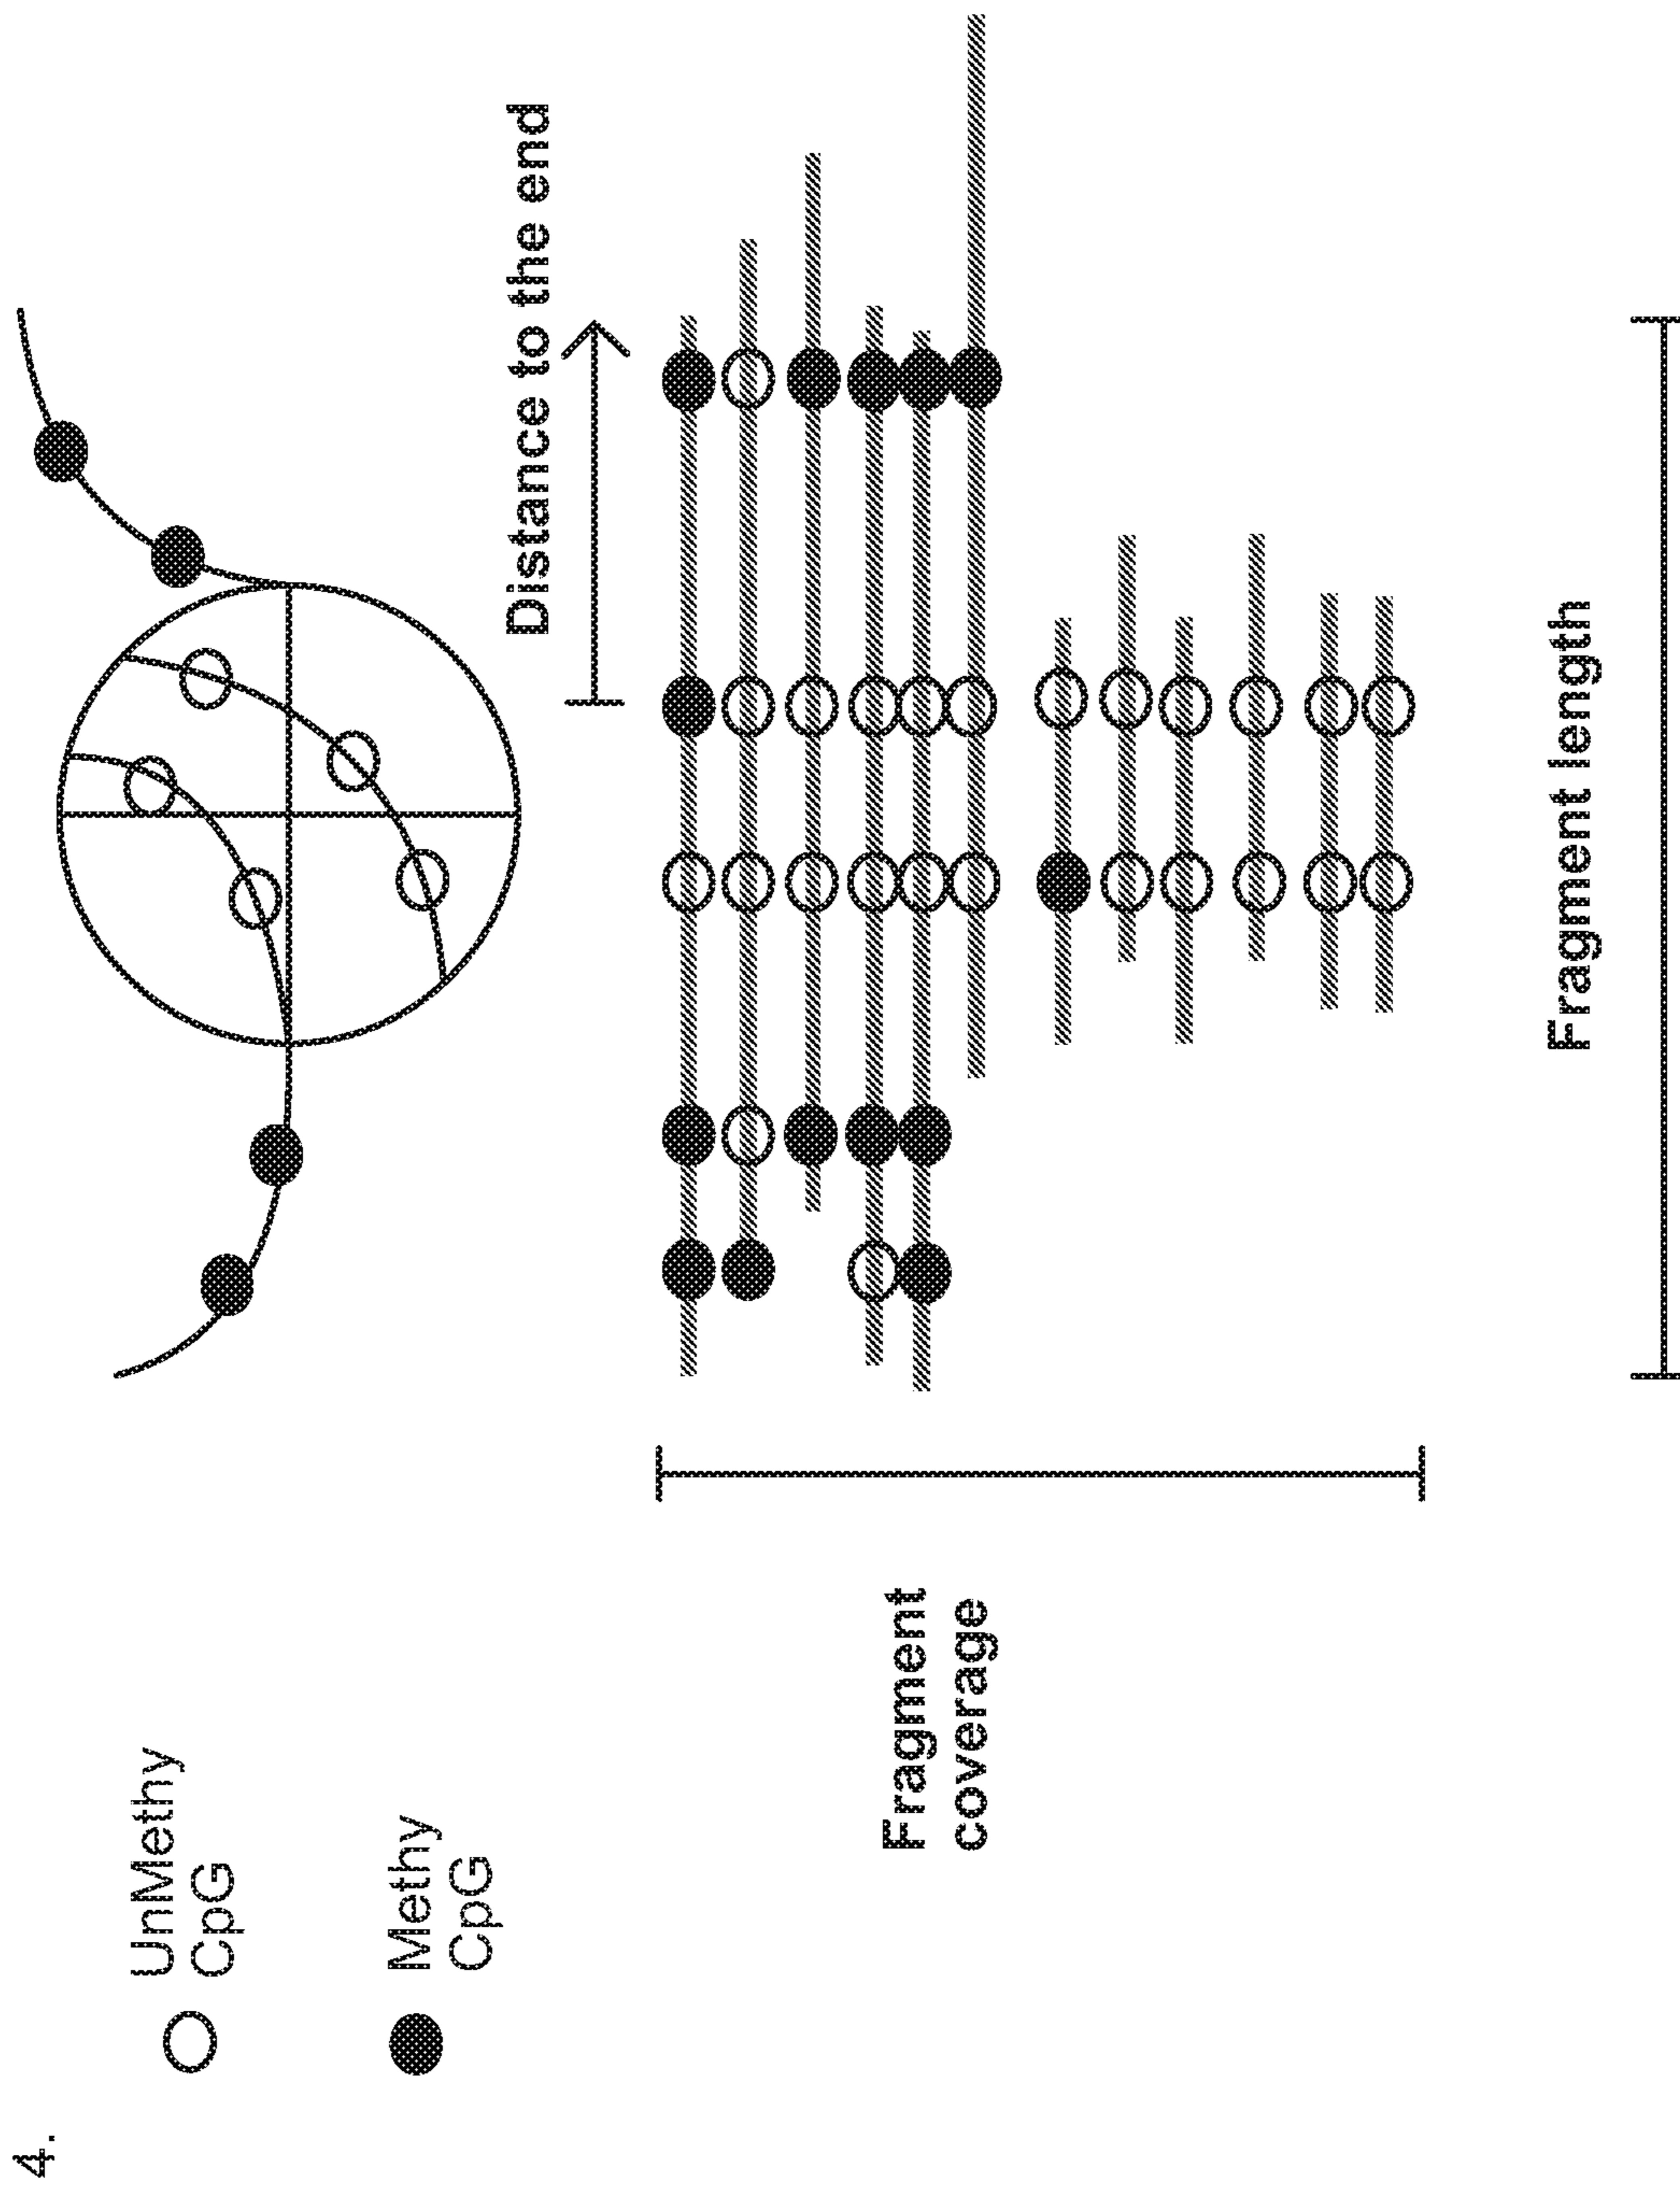 4.
UnMethy
CpG
Methy
CpG
Distance to the end
Fragment
coverage
Fragment length